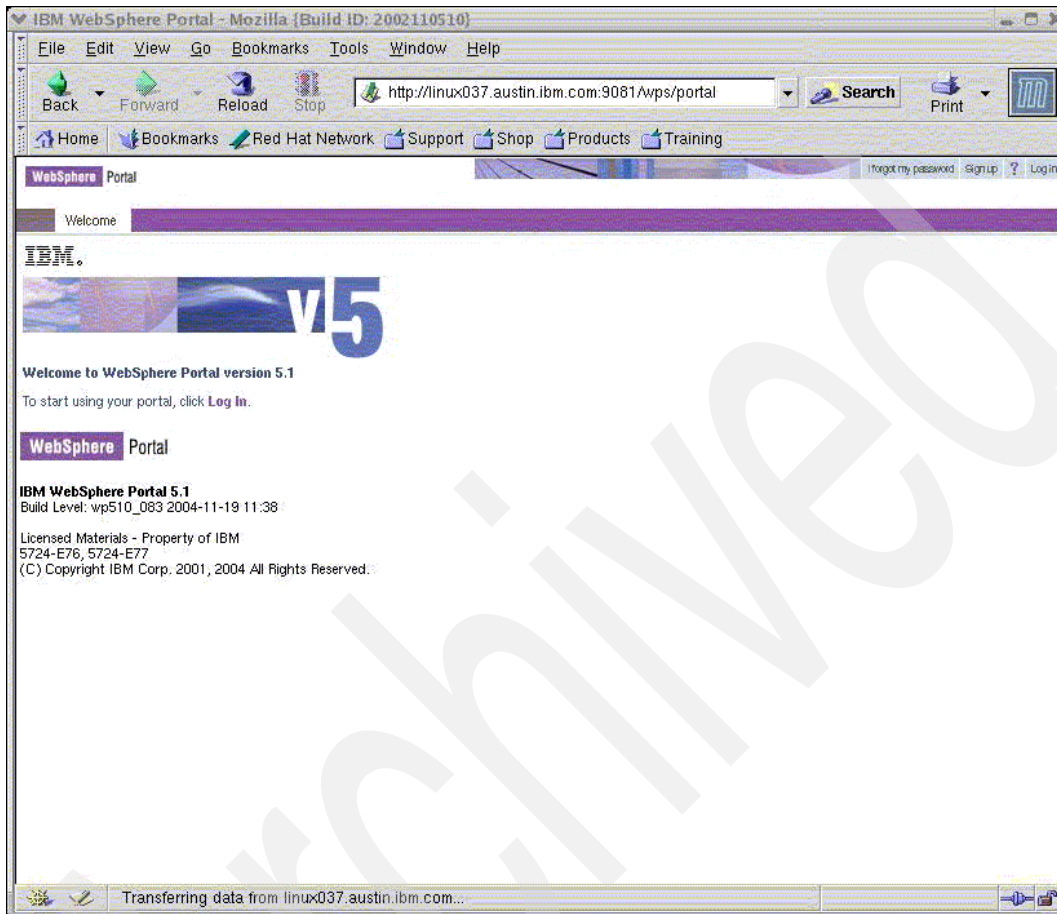 IBM WebSphere Portal - Mozilla {Build ID: 2002110510}
File Edit View Go Bookmarks Tools Window Help
Back Forward Reload Stop http://linux037.austin.ibm.com:9081/wps/portal Search Print
Home Bookmarks Red Hat Network Support Shop Products Training
WebSphere Portal I forgot my password Sign up ? Log in
Welcome
IBM.
v5
Welcome to WebSphere Portal version 5.1
To start using your portal, click Log In.
WebSphere Portal
IBM WebSphere Portal 5.1
Build Level: wp510_083 2004-11-19 11:38
Licensed Materials - Property of IBM
5724-E76, 5724-E77
(C) Copyright IBM Corp. 2001, 2004 All Rights Reserved.
Archived
Transferring data from linux037.austin.ibm.com...